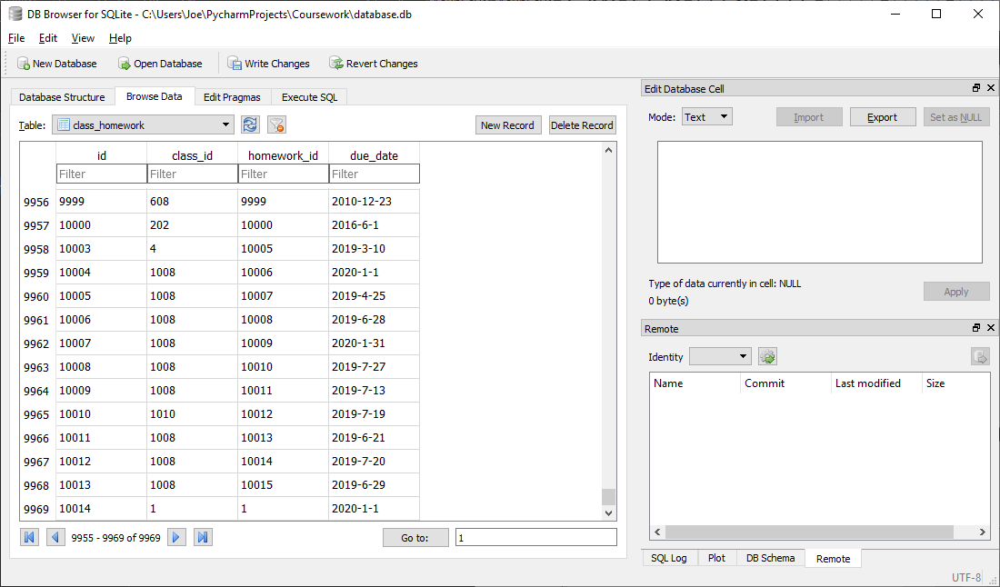 DB Browser for SQLite - C:\Users\Joe\PycharmProjects\Coursework\database.db
File Edit View Help
New Database Open Database Write Changes Revert Changes
Database Structure Browse Data Edit Pragmas Execute SQL
Table: class_homework New Record Delete Record
id class_id homework_id due_date
Filter Filter Filter Filter
9956 9999 608 9999 2010-12-23
9957 10000 202 10000 2016-6-1
9958 10003 4 10005 2019-3-10
9959 10004 1008 10006 2020-1-1
9960 10005 1008 10007 2019-4-25
9961 10006 1008 10008 2019-6-28
9962 10007 1008 10009 2020-1-31
9963 10008 1008 10010 2019-7-27
9964 10009 1008 10011 2019-7-13
9965 10010 1010 10012 2019-7-19
9966 10011 1008 10013 2019-6-21
9967 10012 1008 10014 2019-7-20
9968 10013 1008 10015 2019-6-29
9969 10014 1 1 2020-1-1
9955 - 9969 of 9969 Go to: 1
Edit Database Cell
Mode: Text Import Export Set as NULL
Type of data currently in cell: NULL
0 byte(s)
Apply
Remote
Identity
Name Commit Last modified Size
SQL Log Plot DB Schema Remote
UTF-8